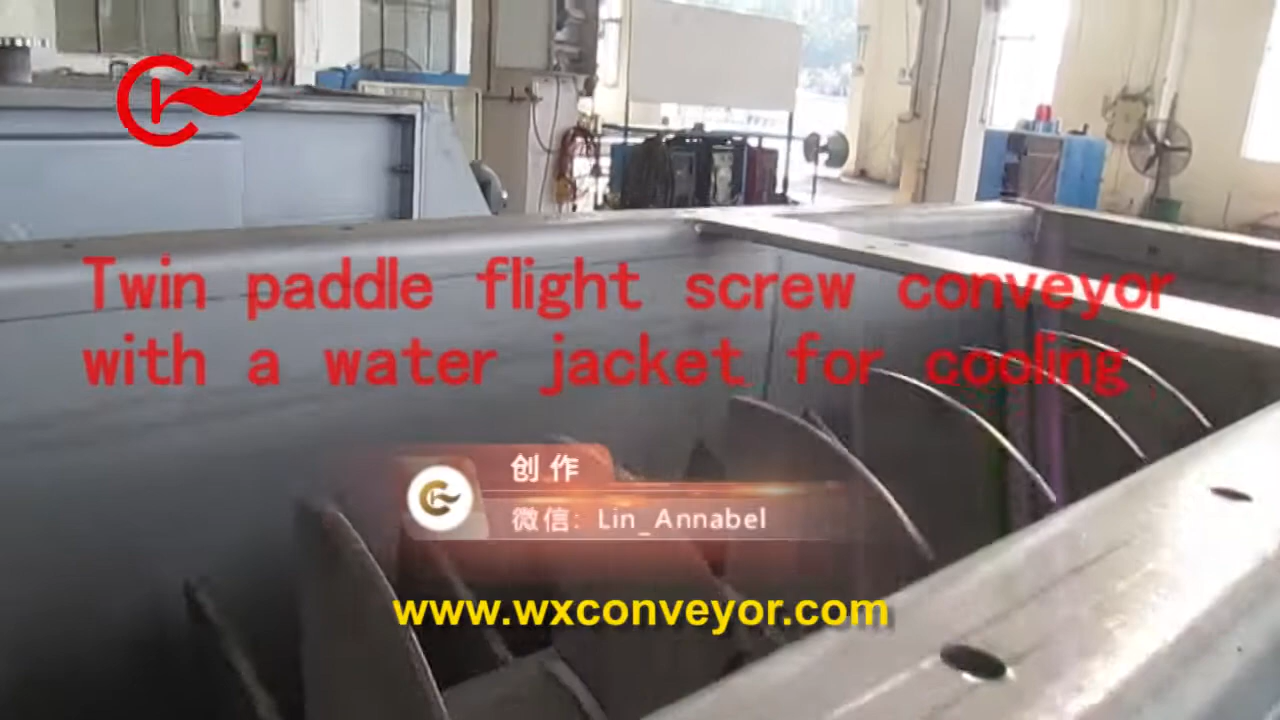 Twin paddle flight screw conveyor
with a water jacket for cooling
创作
微信: Lin_Annabel
www.wxconveyor.com